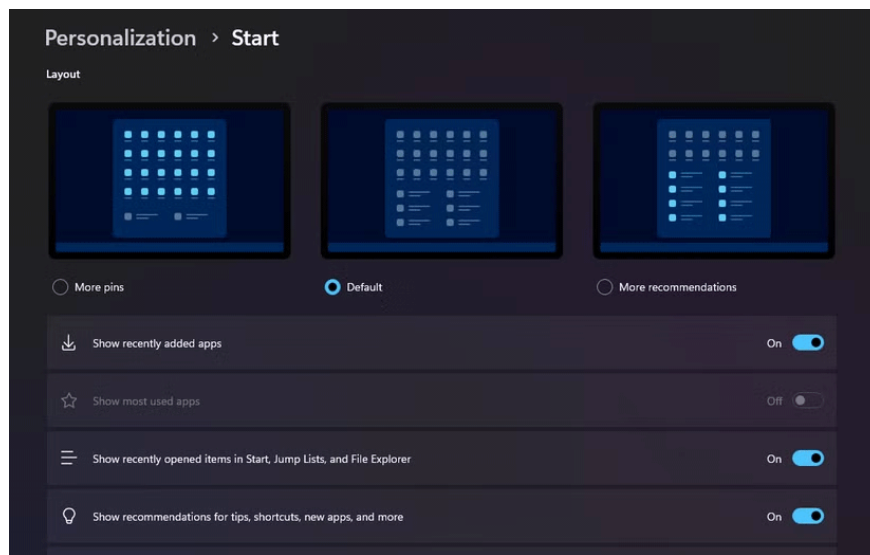 Personalization > Start
Layout
More pins
Default
More recommendations
Show recently added apps
On
Show most used apps
Off
Show recently opened items in Start, Jump Lists, and File Explorer
On
Show recommendations for tips, shortcuts, new apps, and more
On